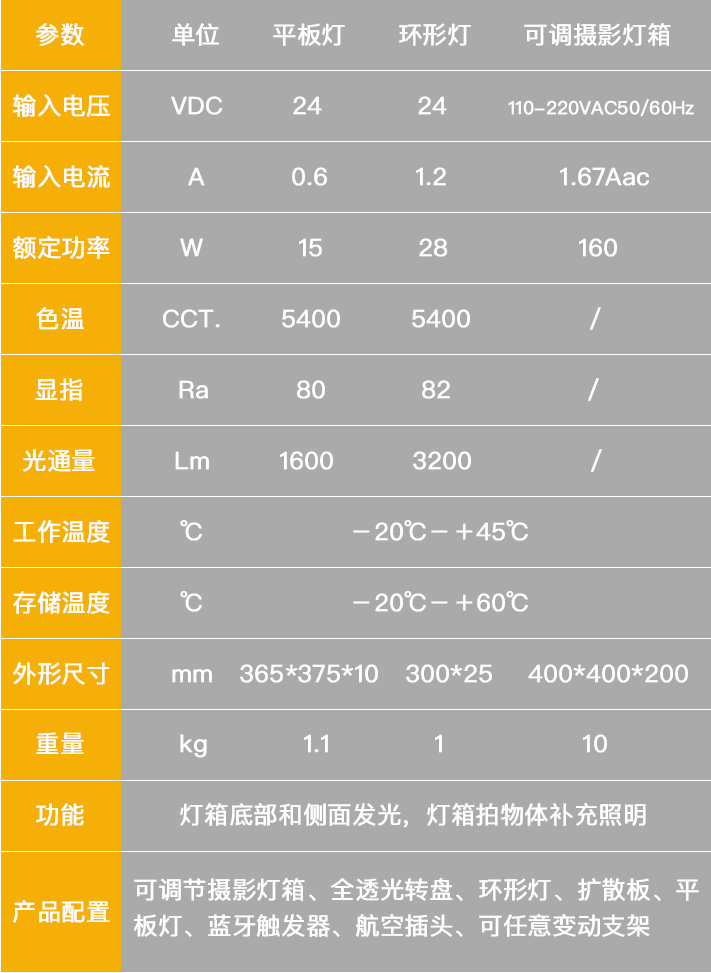 参数 单位 平板灯 环形灯 可调摄影灯箱
输入电压 VDC 24 24 110-220VAC50/60Hz
输入电流 A 0.6 1.2 1.67Aac
额定功率 W 15 28 160
色温 CCT. 5400 5400 /
显指 Ra 80 82 /
光通量 Lm 1600 3200 /
工作温度 ℃ －20℃－＋45℃
存储温度 ℃ －20℃－＋60℃
外形尺寸 mm 365*375*10 300*25 400*400*200
重量 kg 1.1 1 10
功能 灯箱底部和侧面发光，灯箱拍物体补充照明
产品配置 可调节摄影灯箱、全透光转盘、环形灯、扩散板、平
板灯、蓝牙触发器、航空插头、可任意变动支架